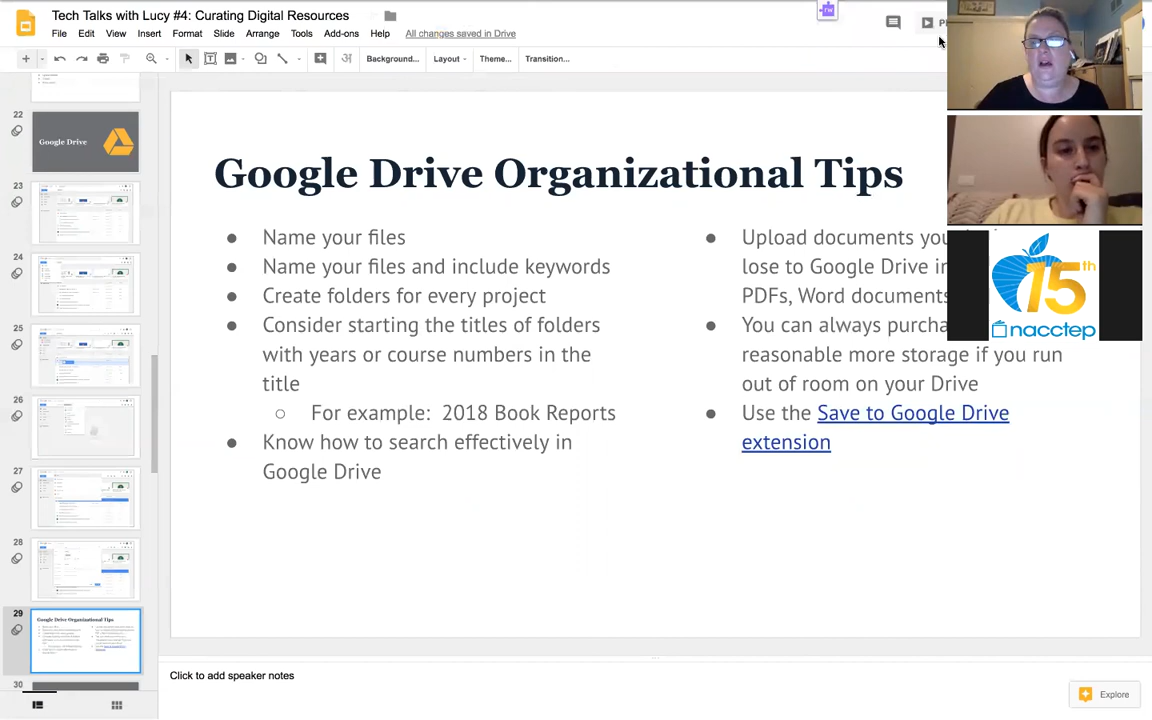 Tech Talks with Lucy #4: Curating Digital Resources
File Edit View Insert Format Slide Arrange Tools Add-ons Help All changes saved in Drive
Background... Layout Theme... Transition...
22
Google Drive
23
24
25
26
27
28
29
Google Drive Organizational Tips
30
Google Drive Organizational Tips
● Name your files
● Name your files and include keywords
● Create folders for every project
● Consider starting the titles of folders
with years or course numbers in the
title
○ For example: 2018 Book Reports
● Know how to search effectively in
Google Drive
● Upload documents
lose to Google Drive
PDFs, Word documents
● You can always
reasonable more storage if you run
out of room on your Drive
● Use the Save to Google Drive
extension
15th
nacctep
Click to add speaker notes
Explore